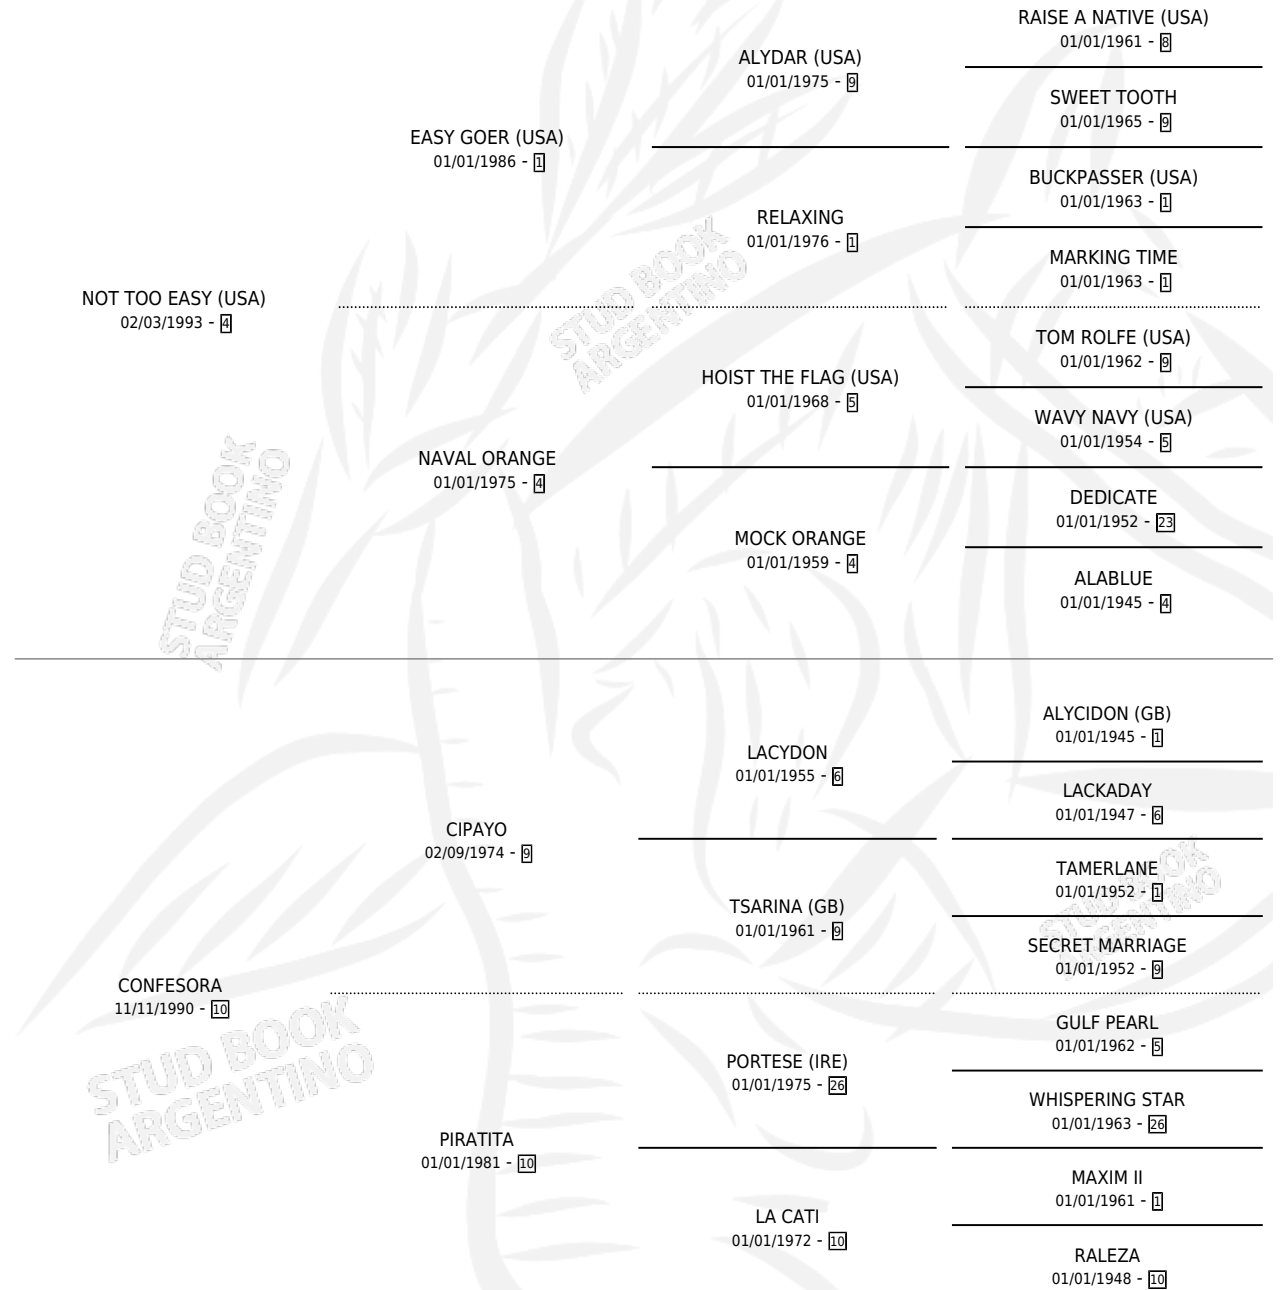 RAISE A NATIVE (USA)
01/01/1961 - 8
ALYDAR (USA)
01/01/1975 - 9
SWEET TOOTH
01/01/1965 - 9
EASY GOER (USA)
01/01/1986 - 1
BUCKPASSER (USA)
01/01/1963 - 1
RELAXING
01/01/1976 - 1
MARKING TIME
01/01/1963 - 1
NOT TOO EASY (USA)
02/03/1993 - 4
TOM ROLFE (USA)
01/01/1962 - 9
HOIST THE FLAG (USA)
01/01/1968 - 5
WAVY NAVY (USA)
01/01/1954 - 5
NAVAL ORANGE
01/01/1975 - 4
DEDICATE
01/01/1952 - 23
MOCK ORANGE
01/01/1959 - 4
ALABLUE
01/01/1945 - 4
STUD BOOK
ARGENTINO
STUD BOOK
ARGENTINO
ALYCIDON (GB)
01/01/1945 - 1
LACYDON
01/01/1955 - 6
LACKADAY
01/01/1947 - 6
CIPAYO
02/09/1974 - 9
TAMERLANE
01/01/1952 - 1
TSARINA (GB)
01/01/1961 - 9
SECRET MARRIAGE
01/01/1952 - 9
STUD BOOK
ARGENTINO
CONFESORA
11/11/1990 - 10
GULF PEARL
01/01/1962 - 5
PORTESE (IRE)
01/01/1975 - 26
WHISPERING STAR
01/01/1963 - 26
STUD BOOK
ARGENTINO
PIRATITA
01/01/1981 - 10
MAXIM II
01/01/1961 - 1
LA CATI
01/01/1972 - 10
RALEZA
01/01/1948 - 10